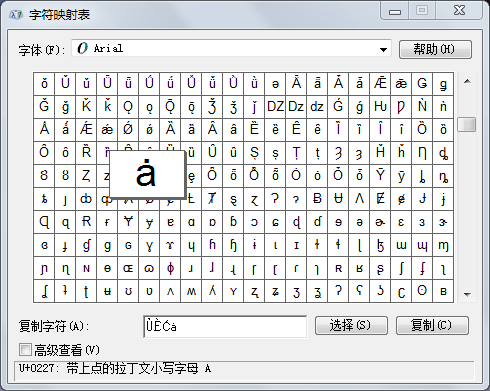 字符映射表
字体(F): O Arial 帮助(H)
ǒ Ǔ ǔ Ǖ ǖ Ǘ ǘ Ǚ ǚ Ǜ ǜ ǝ Ǟ ǟ Ǡ ǡ Ǣ ǣ Ǥ ǥ
Ǧ ǧ Ǩ ǩ Ǫ ǫ Ǭ ǭ Ǯ ǯ ǰ Ǳ ǲ ǳ Ǵ ǵ Ƕ Ƿ Ǹ ǹ
Ǻ ǻ Ǽ ǽ Ǿ ǿ Ȁ ȁ Ȃ ȃ Ȅ ȅ Ȇ ȇ Ȉ ȉ Ȋ ȋ Ȍ ȍ
Ȏ ȏ Ȑ Ȗ ȗ Ș ș Ț ț Ȝ ȝ Ȟ ȟ Ƞ ȡ
Ȣ ȣ Ȥ ȧ ȩ Ȫ ȫ Ȭ ȭ Ȯ ȯ Ȱ ȱ Ȳ ȳ ȴ ȵ
ȶ ȷ ȸ ȹ Ⱥ Ȼ ȼ Ƚ Ⱦ ȿ ɀ Ɂ ɂ Ƀ Ʉ Ʌ Ɇ ɇ Ɉ ɉ
Ɋ ɋ Ɍ ɍ Ɏ ɏ ɐ ɑ ɒ ɓ ɔ ɕ ɖ ɗ ɘ ə ɚ ɛ ɜ ɝ
ɞ ɟ ɠ ɡ ɢ ɣ ɤ ɥ ɦ ɧ ɨ ɩ ɪ ɫ ɬ ɭ ɮ ɯ ɰ ɱ
ɲ ɳ ɴ ɵ ɶ ɷ ɸ ɹ ɺ ɻ ɼ ɽ ɾ ɿ ʀ ʁ ʂ ʃ ʄ ʅ
ʆ ʇ ʈ ʉ ʊ ʋ ʌ ʍ ʎ ʏ ʐ ʑ ʒ ʓ ʔ ʕ ʖ ʗ ʘ ʙ
复制字符(A): ÙÈĆȧ 选择(S) 复制(C)
高级查看(V)
U+0227: 带上点的拉丁文小写字母 A